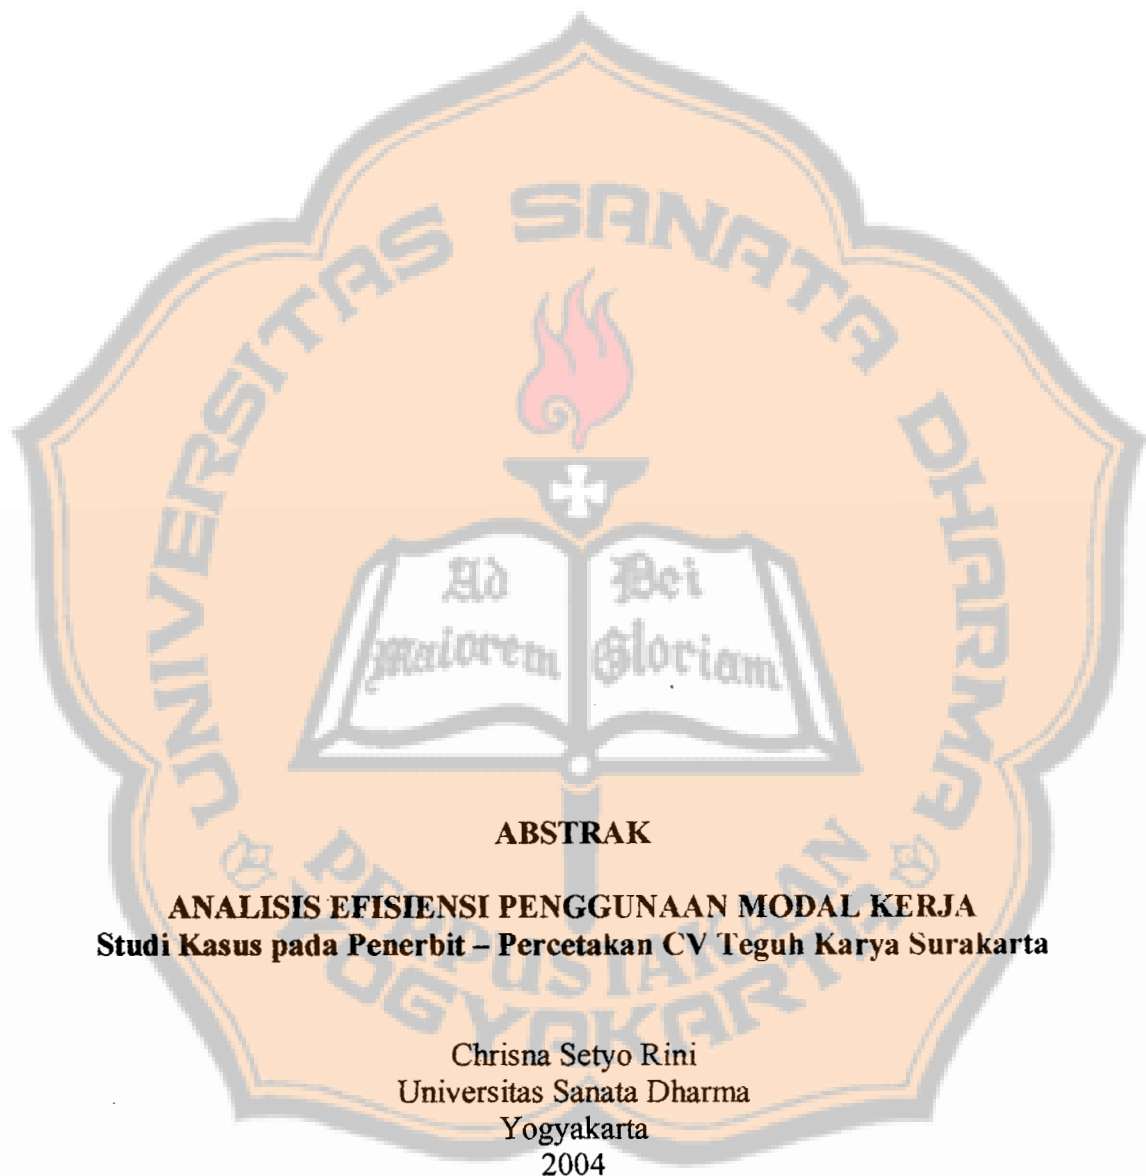 UNIVERSITAS SANATA DHARMA
Ad Dei
maiorem Gloriam
ABSTRAK
ANALISIS EFISIENSI PENGGUNAAN MODAL KERJA
Studi Kasus pada Penerbit – Percetakan CV Teguh Karya Surakarta
PERPUSTAKAAN
YOGYAKARTA
Chrisna Setyo Rini
Universitas Sanata Dharma
Yogyakarta
2004